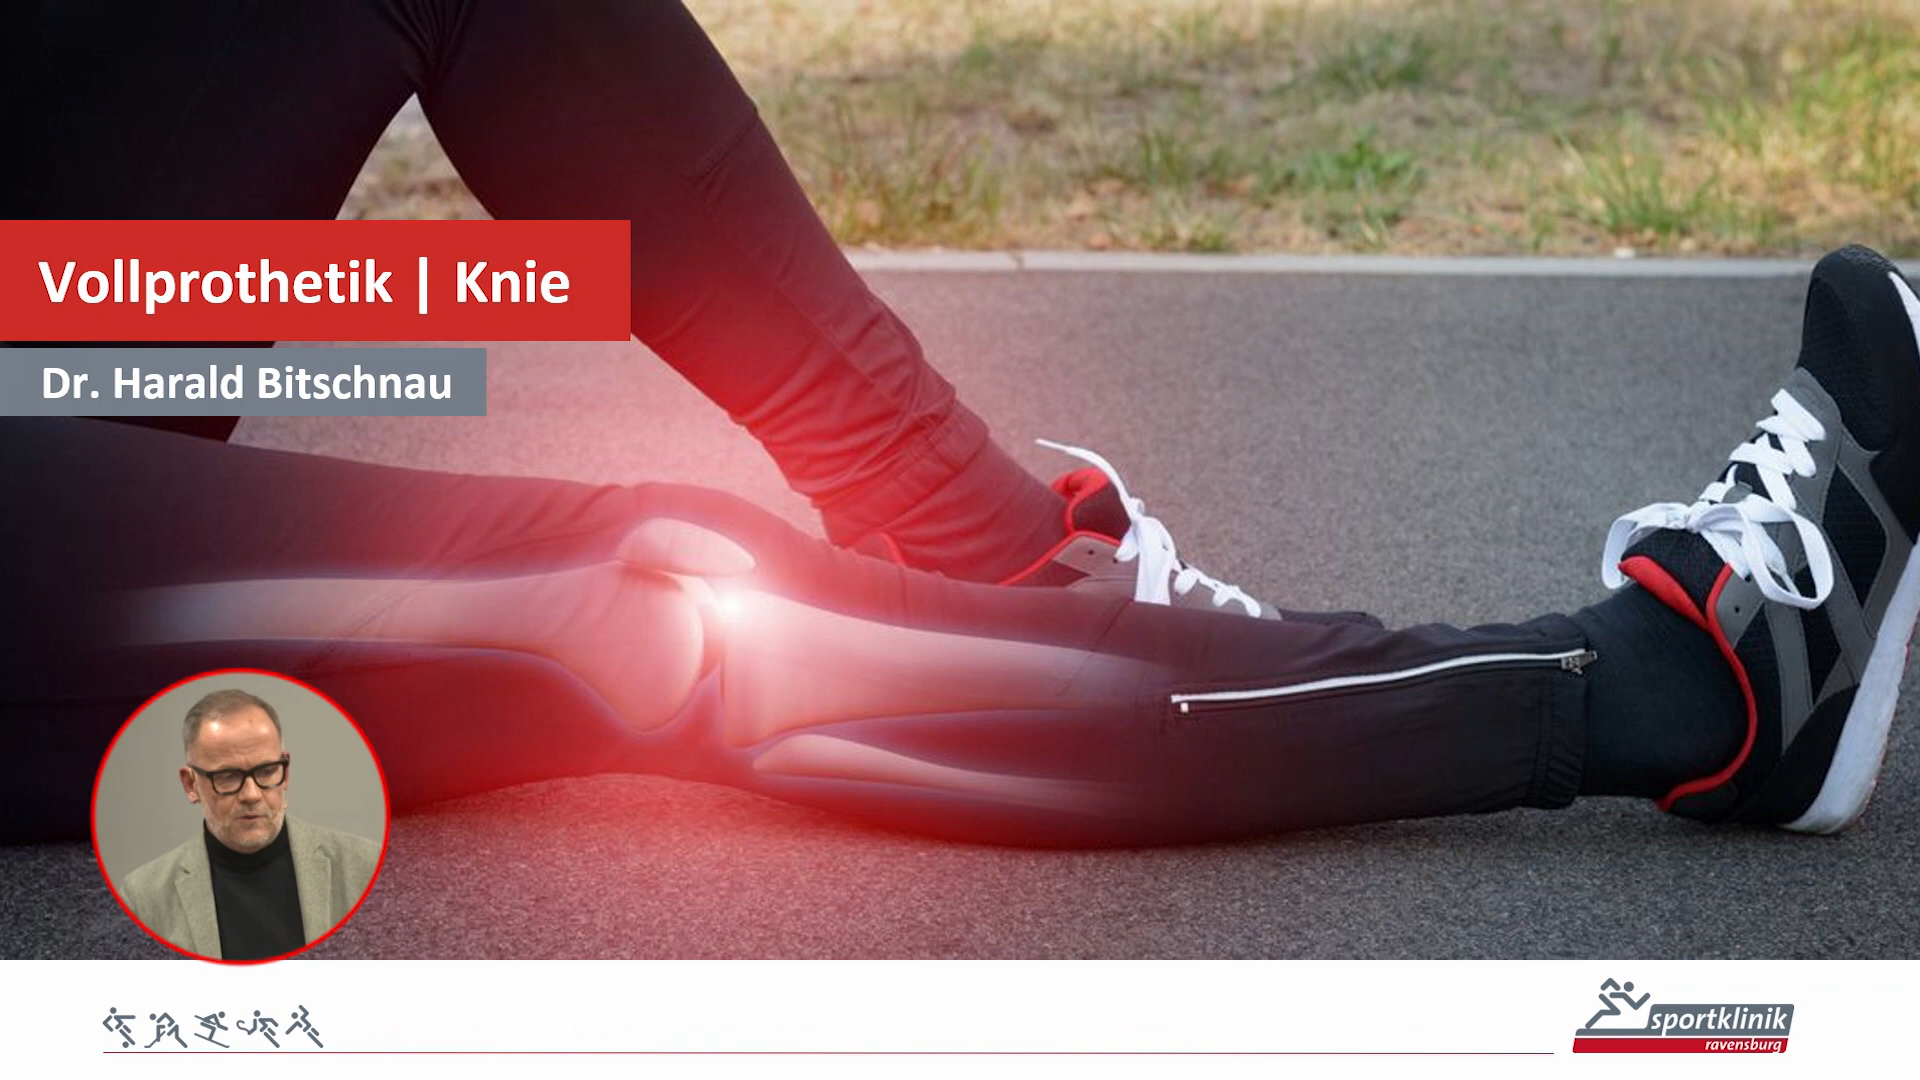 Vollprothetik | Knie
Dr. Harald Bitschnau
sportklinik
ravensburg